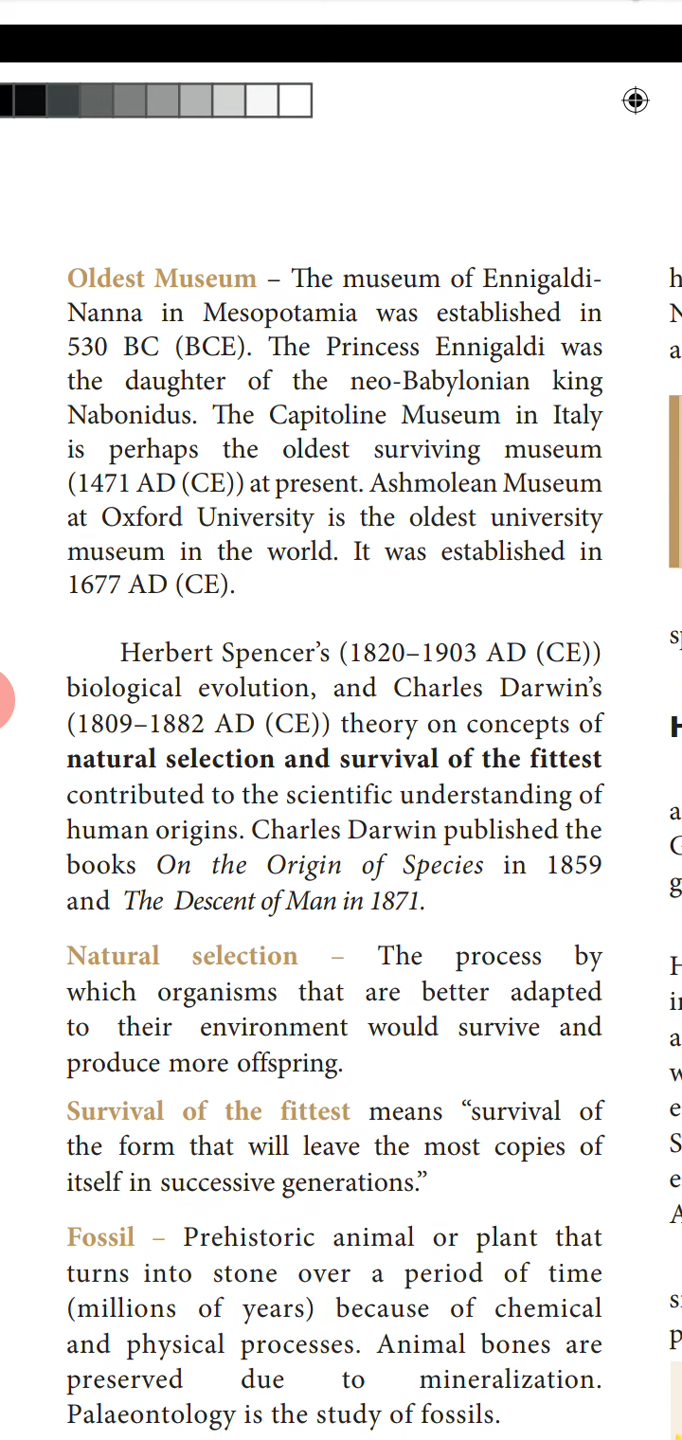 Oldest Museum – The museum of Ennigaldi-
Nanna in Mesopotamia was established in
530 BC (BCE). The Princess Ennigaldi was
the daughter of the neo-Babylonian king
Nabonidus. The Capitoline Museum in Italy
is perhaps the oldest surviving museum
(1471 AD (CE)) at present. Ashmolean Museum
at Oxford University is the oldest university
museum in the world. It was established in
1677 AD (CE).
Herbert Spencer’s (1820–1903 AD (CE))
biological evolution, and Charles Darwin’s
(1809–1882 AD (CE)) theory on concepts of
natural selection and survival of the fittest
contributed to the scientific understanding of
human origins. Charles Darwin published the
books On the Origin of Species in 1859
and The Descent of Man in 1871.
Natural selection – The process by
which organisms that are better adapted
to their environment would survive and
produce more offspring.
Survival of the fittest means “survival of
the form that will leave the most copies of
itself in successive generations.”
Fossil – Prehistoric animal or plant that
turns into stone over a period of time
(millions of years) because of chemical
and physical processes. Animal bones are
preserved due to mineralization.
Palaeontology is the study of fossils.